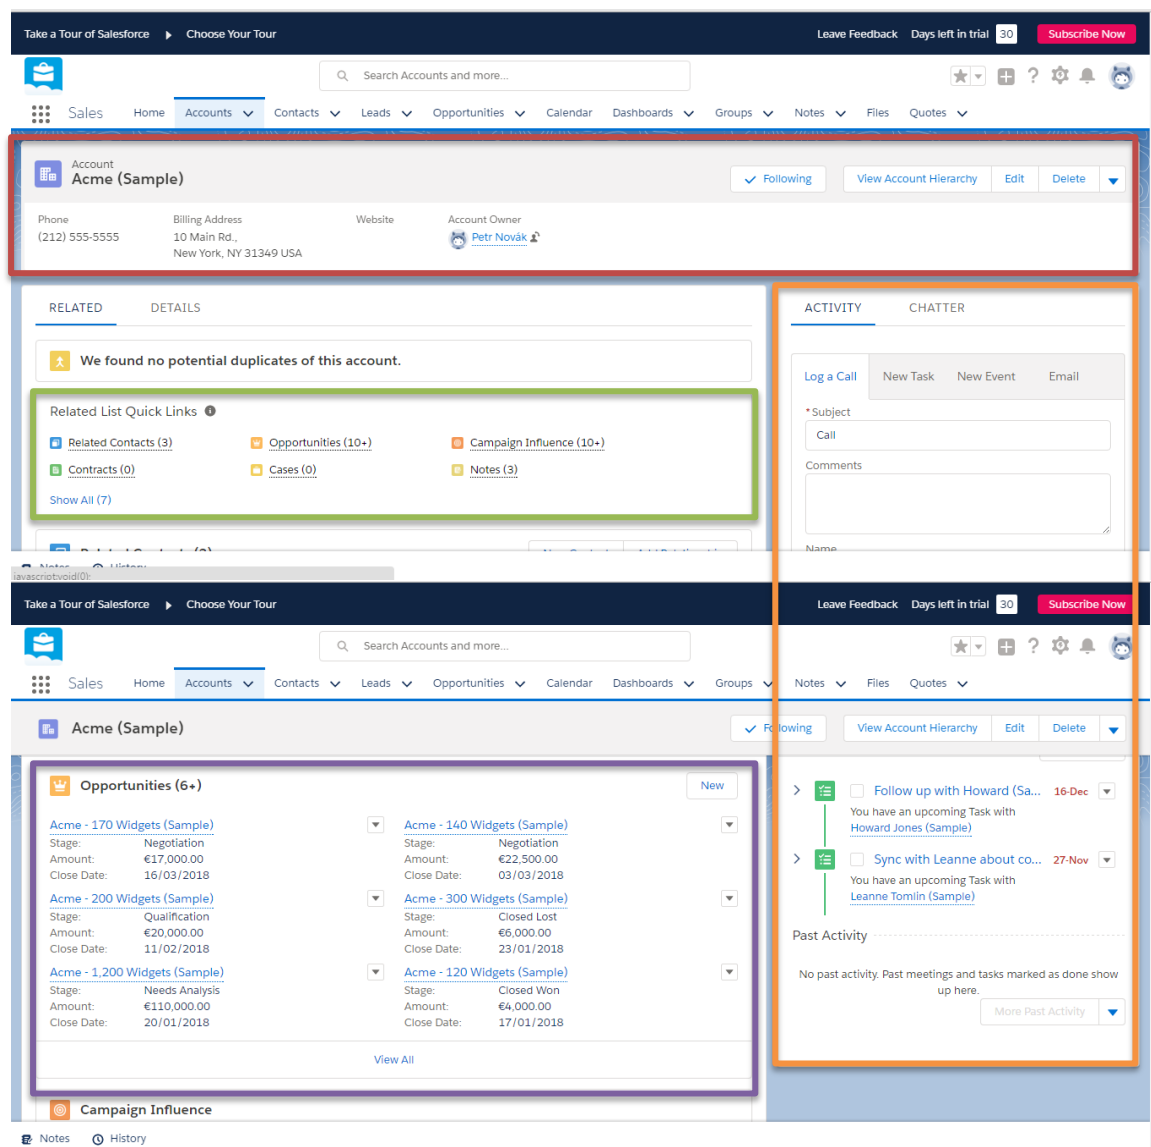 Take a Tour of Salesforce Choose Your Tour Leave Feedback Days left in trial 30 Subscribe Now
Search Accounts and more...
Sales Home Accounts Contacts Leads Opportunities Calendar Dashboards Groups Notes Files Quotes
Account
Acme (Sample)
Following View Account Hierarchy Edit Delete
Phone Billing Address Website Account Owner
(212) 555-5555 10 Main Rd., Petr Novák
New York, NY 31349 USA
RELATED DETAILS
We found no potential duplicates of this account.
Related List Quick Links
Related Contacts (3) Opportunities (10+) Campaign Influence (10+)
Contracts (0) Cases (0) Notes (3)
Show All (7)
ACTIVITY CHATTER
Log a Call New Task New Event Email
*Subject
Call
Comments
Name
Notes History
javascript:void(0);
Take a Tour of Salesforce Choose Your Tour Leave Feedback Days left in trial 30 Subscribe Now
Search Accounts and more...
Sales Home Accounts Contacts Leads Opportunities Calendar Dashboards Groups Notes Files Quotes
Acme (Sample) Following View Account Hierarchy Edit Delete
Opportunities (6+) New
Acme - 170 Widgets (Sample) Acme - 140 Widgets (Sample)
Stage: Negotiation Stage: Negotiation
Amount: €17,000.00 Amount: €22,500.00
Close Date: 16/03/2018 Close Date: 03/03/2018
Acme - 200 Widgets (Sample) Acme - 300 Widgets (Sample)
Stage: Qualification Stage: Closed Lost
Amount: €20,000.00 Amount: €6,000.00
Close Date: 11/02/2018 Close Date: 23/01/2018
Acme - 1,200 Widgets (Sample) Acme - 120 Widgets (Sample)
Stage: Needs Analysis Stage: Closed Won
Amount: €110,000.00 Amount: €4,000.00
Close Date: 20/01/2018 Close Date: 17/01/2018
View All
Campaign Influence
Follow up with Howard (Sa... 16-Dec
You have an upcoming Task with
Howard Jones (Sample)
Sync with Leanne about co... 27-Nov
You have an upcoming Task with
Leanne Tomlin (Sample)
Past Activity
No past activity. Past meetings and tasks marked as done show
up here.
More Past Activity
Notes History